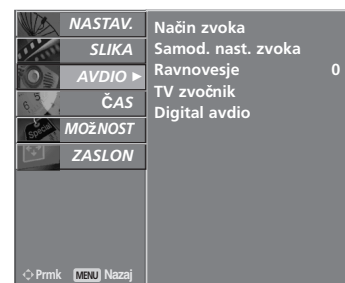 NASTAV.
SLIKA
AVDIO ►
ČAS
MOŽNOST
ZASLON
Način zvoka
Samod. nast. zvoka
Ravnovesje 0
TV zvočnik
Digital avdio
Prmk MENU Nazaj